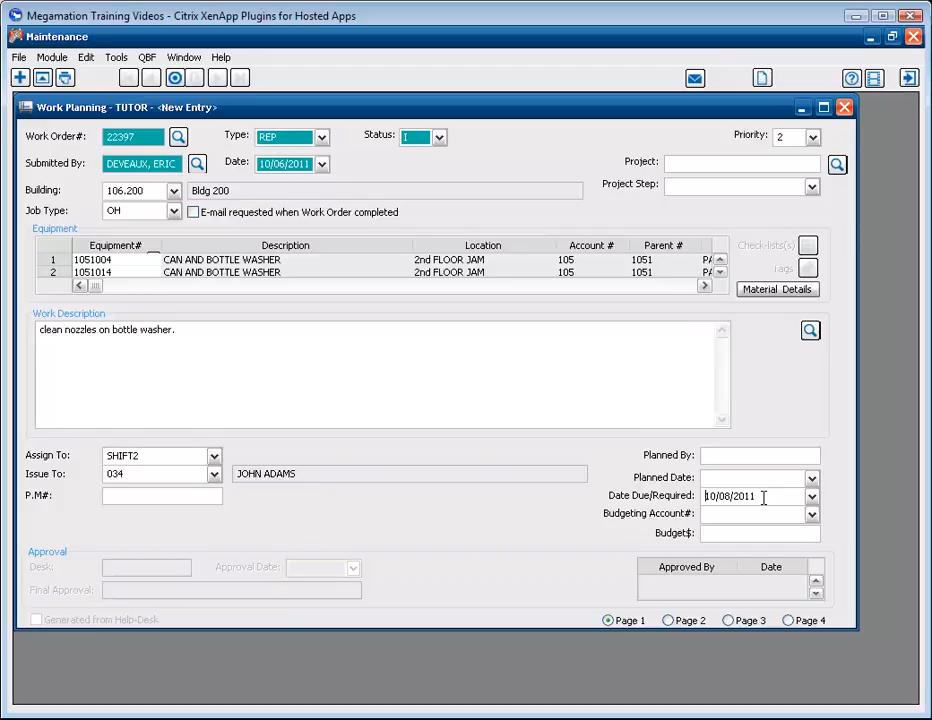 Megamation Training Videos - Citrix XenApp Plugins for Hosted Apps
Maintenance
File Module Edit Tools QBF Window Help
Work Planning - TUTOR - <New Entry>
Work Order#: 22397 Type: REP Status: I Priority: 2
Submitted By: DEVEAUX, ERIC Date: 10/06/2011 Project:
Building: 106.200 Bldg 200 Project Step:
Job Type: OH E-mail requested when Work Order completed
Equipment
Equipment# Description Location Account # Parent # Check-lists(s)
1 1051004 CAN AND BOTTLE WASHER 2nd FLOOR JAM 105 1051 PA
2 1051014 CAN AND BOTTLE WASHER 2nd FLOOR JAM 105 1051 PA Tags
Material Details
Work Description
clean nozzles on bottle washer.
Assign To: SHIFT2 Planned By:
Issue To: 034 JOHN ADAMS Planned Date:
P.M#: Date Due/Required: 10/08/2011
Budgeting Account#:
Budget$:
Approval
Desk: Approval Date: Approved By Date
Final Approval:
Generated from Help-Desk Page 1 Page 2 Page 3 Page 4